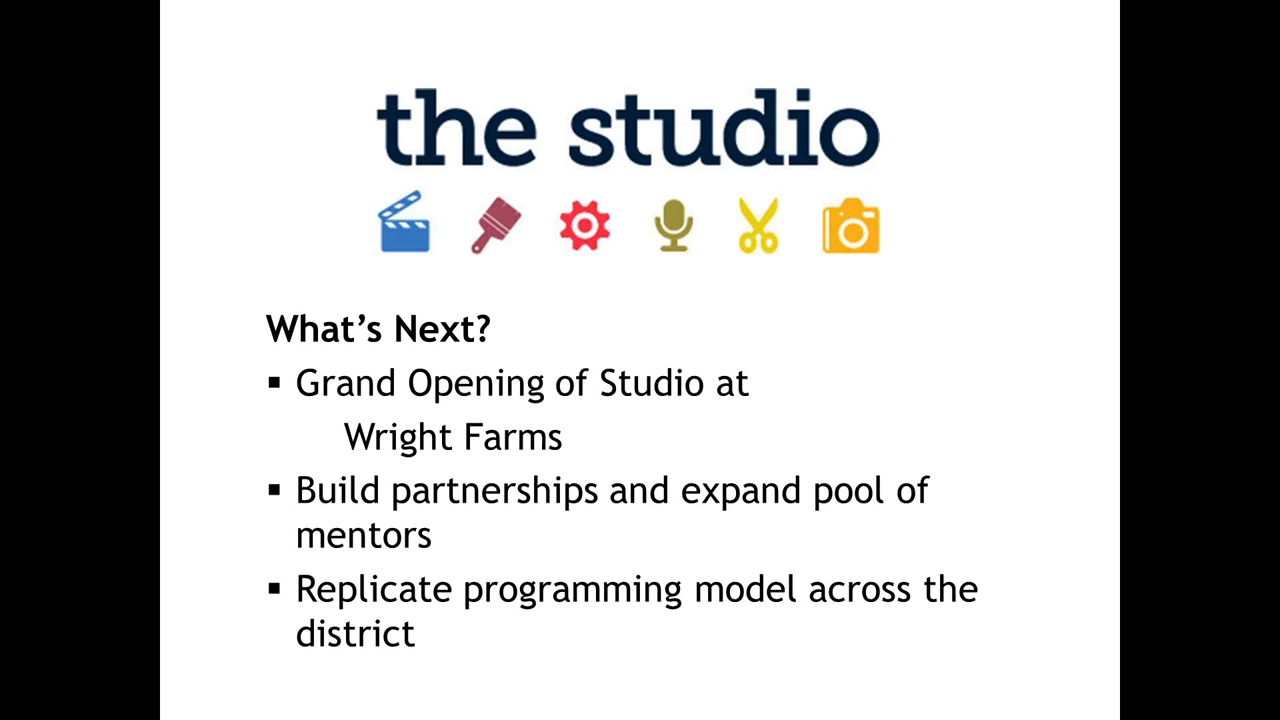 the studio
What’s Next?
▪ Grand Opening of Studio at
Wright Farms
▪ Build partnerships and expand pool of
mentors
▪ Replicate programming model across the
district